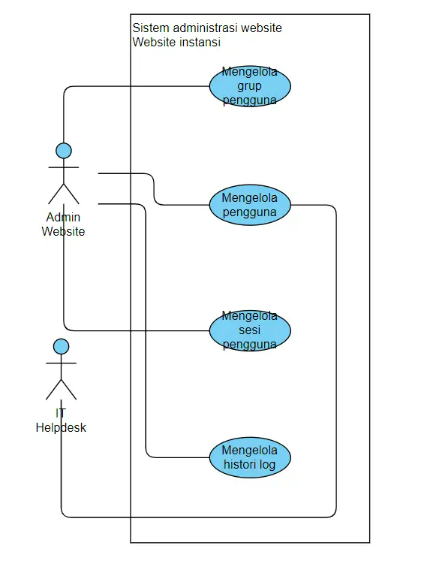 Sistem administrasi website
Website instansi
Mengelola
grup
pengguna
Admin
Website
Mengelola
pengguna
Mengelola
sesi
pengguna
IT
Helpdesk
Mengelola
histori log